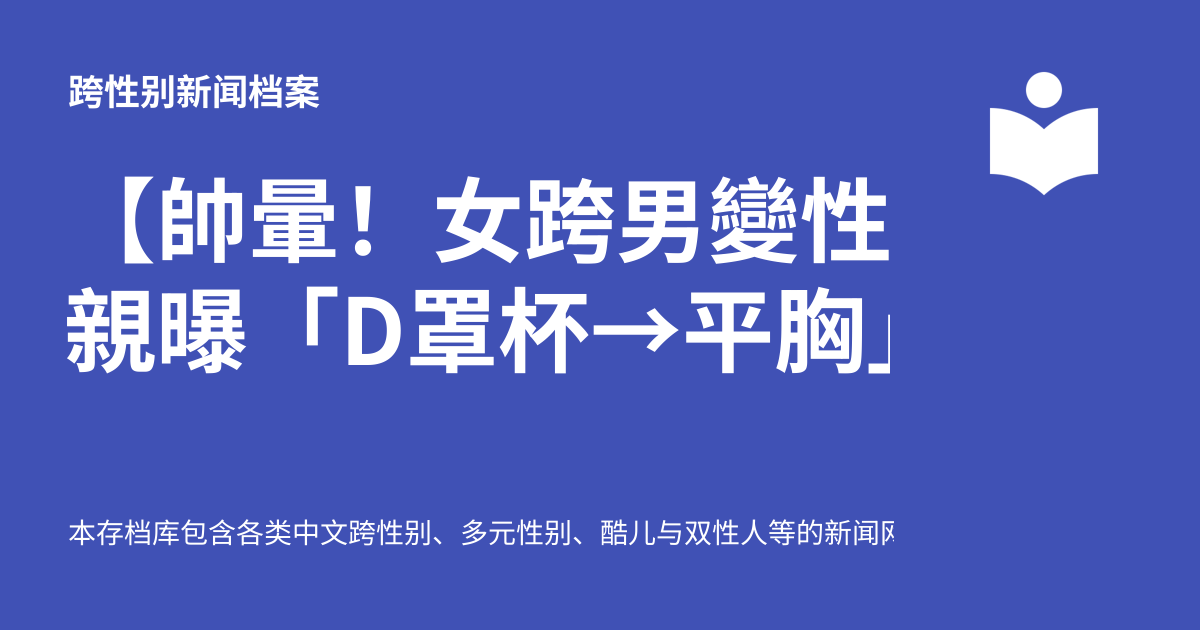 跨性别新闻档案
【帥暈！女跨男變性
親曝「D罩杯→平胸」
本存档库包含各类中文跨性别、多元性别、酷儿与双性人等的新闻网